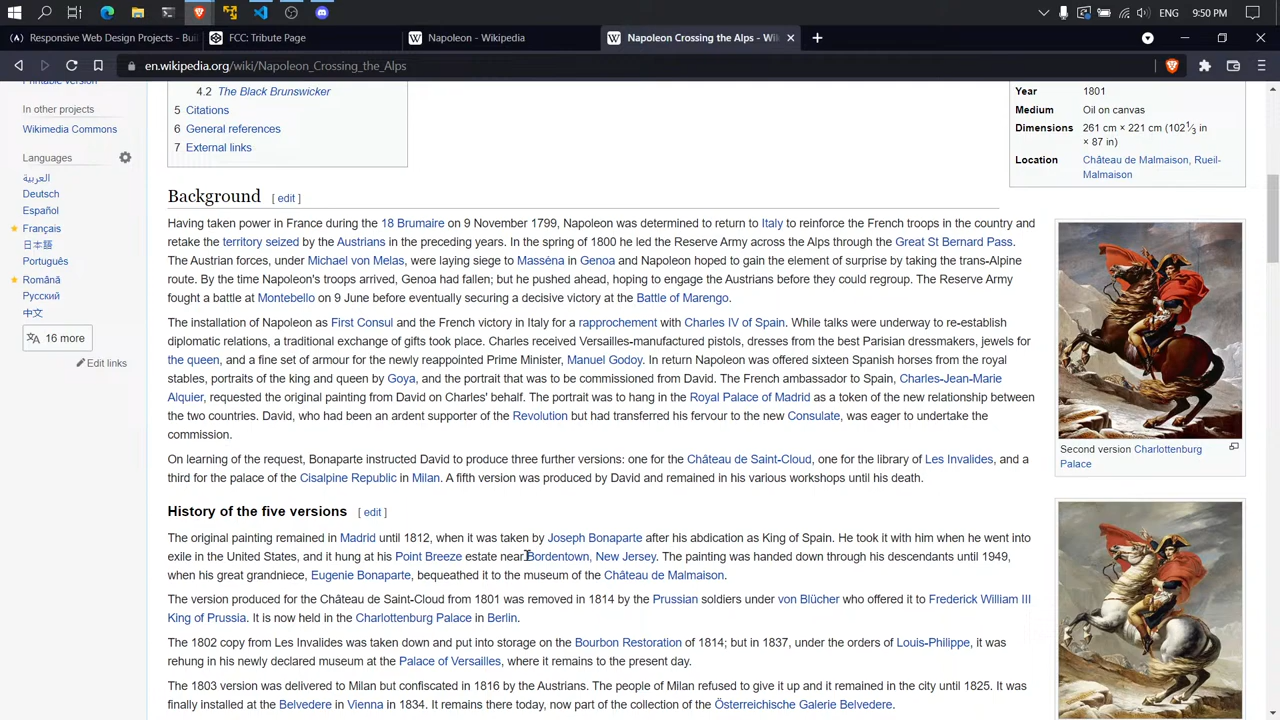 ENG 9:50 PM
Responsive Web Design Projects - Bui
FCC: Tribute Page
Napoleon - Wikipedia
Napoleon Crossing the Alps - Wi
en.wikipedia.org/wiki/Napoleon_Crossing_the_Alps
Printable version
In other projects
Wikimedia Commons
Languages
العربية
Deutsch
Español
Français
日本語
Português
Română
Русский
中文
16 more
Edit links
4.2 The Black Brunswicker
5 Citations
6 General references
7 External links
Year 1801
Medium Oil on canvas
Dimensions 261 cm × 221 cm (102 1⁄3 in
× 87 in)
Location Château de Malmaison, Rueil-
Malmaison
Background [ edit ]
Having taken power in France during the 18 Brumaire on 9 November 1799, Napoleon was determined to return to Italy to reinforce the French troops in the country and
retake the territory seized by the Austrians in the preceding years. In the spring of 1800 he led the Reserve Army across the Alps through the Great St Bernard Pass.
The Austrian forces, under Michael von Melas, were laying siege to Masséna in Genoa and Napoleon hoped to gain the element of surprise by taking the trans-Alpine
route. By the time Napoleon's troops arrived, Genoa had fallen; but he pushed ahead, hoping to engage the Austrians before they could regroup. The Reserve Army
fought a battle at Montebello on 9 June before eventually securing a decisive victory at the Battle of Marengo.
The installation of Napoleon as First Consul and the French victory in Italy for a rapprochement with Charles IV of Spain. While talks were underway to re-establish
diplomatic relations, a traditional exchange of gifts took place. Charles received Versailles-manufactured pistols, dresses from the best Parisian dressmakers, jewels for
the queen, and a fine set of armour for the newly reappointed Prime Minister, Manuel Godoy. In return Napoleon was offered sixteen Spanish horses from the royal
stables, portraits of the king and queen by Goya, and the portrait that was to be commissioned from David. The French ambassador to Spain, Charles-Jean-Marie
Alquier, requested the original painting from David on Charles' behalf. The portrait was to hang in the Royal Palace of Madrid as a token of the new relationship between
the two countries. David, who had been an ardent supporter of the Revolution but had transferred his fervour to the new Consulate, was eager to undertake the
commission.
On learning of the request, Bonaparte instructed David to produce three further versions: one for the Château de Saint-Cloud, one for the library of Les Invalides, and a
third for the palace of the Cisalpine Republic in Milan. A fifth version was produced by David and remained in his various workshops until his death.
Second version Charlottenburg
Palace
History of the five versions [ edit ]
The original painting remained in Madrid until 1812, when it was taken by Joseph Bonaparte after his abdication as King of Spain. He took it with him when he went into
exile in the United States, and it hung at his Point Breeze estate near Bordentown, New Jersey. The painting was handed down through his descendants until 1949,
when his great grandniece, Eugenie Bonaparte, bequeathed it to the museum of the Château de Malmaison.
The version produced for the Château de Saint-Cloud from 1801 was removed in 1814 by the Prussian soldiers under von Blücher who offered it to Frederick William III
King of Prussia. It is now held in the Charlottenburg Palace in Berlin.
The 1802 copy from Les Invalides was taken down and put into storage on the Bourbon Restoration of 1814; but in 1837, under the orders of Louis-Philippe, it was
rehung in his newly declared museum at the Palace of Versailles, where it remains to the present day.
The 1803 version was delivered to Milan but confiscated in 1816 by the Austrians. The people of Milan refused to give it up and it remained in the city until 1825. It was
finally installed at the Belvedere in Vienna in 1834. It remains there today, now part of the collection of the Österreichische Galerie Belvedere.